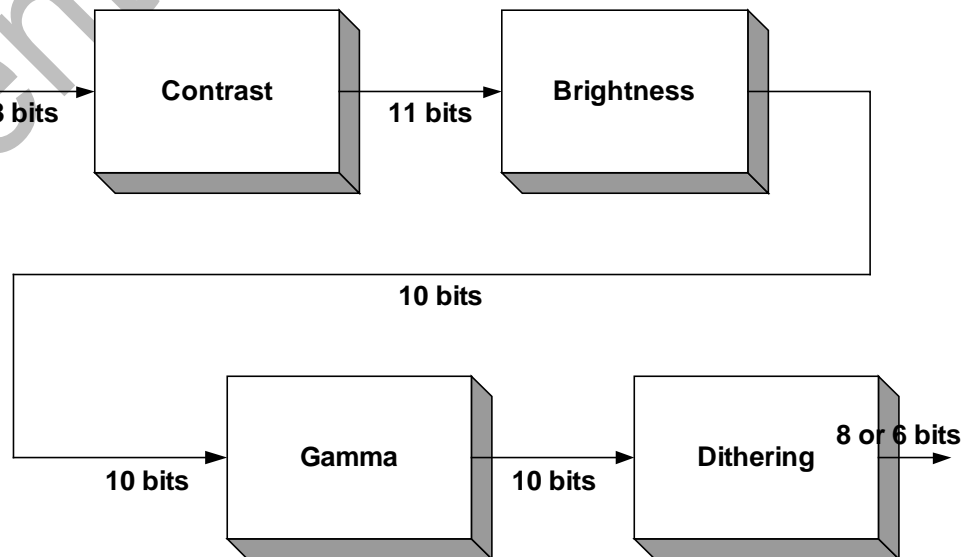 Contrast
Brightness
bits
11 bits
10 bits
Gamma
Dithering
8 or 6 bits
10 bits
10 bits